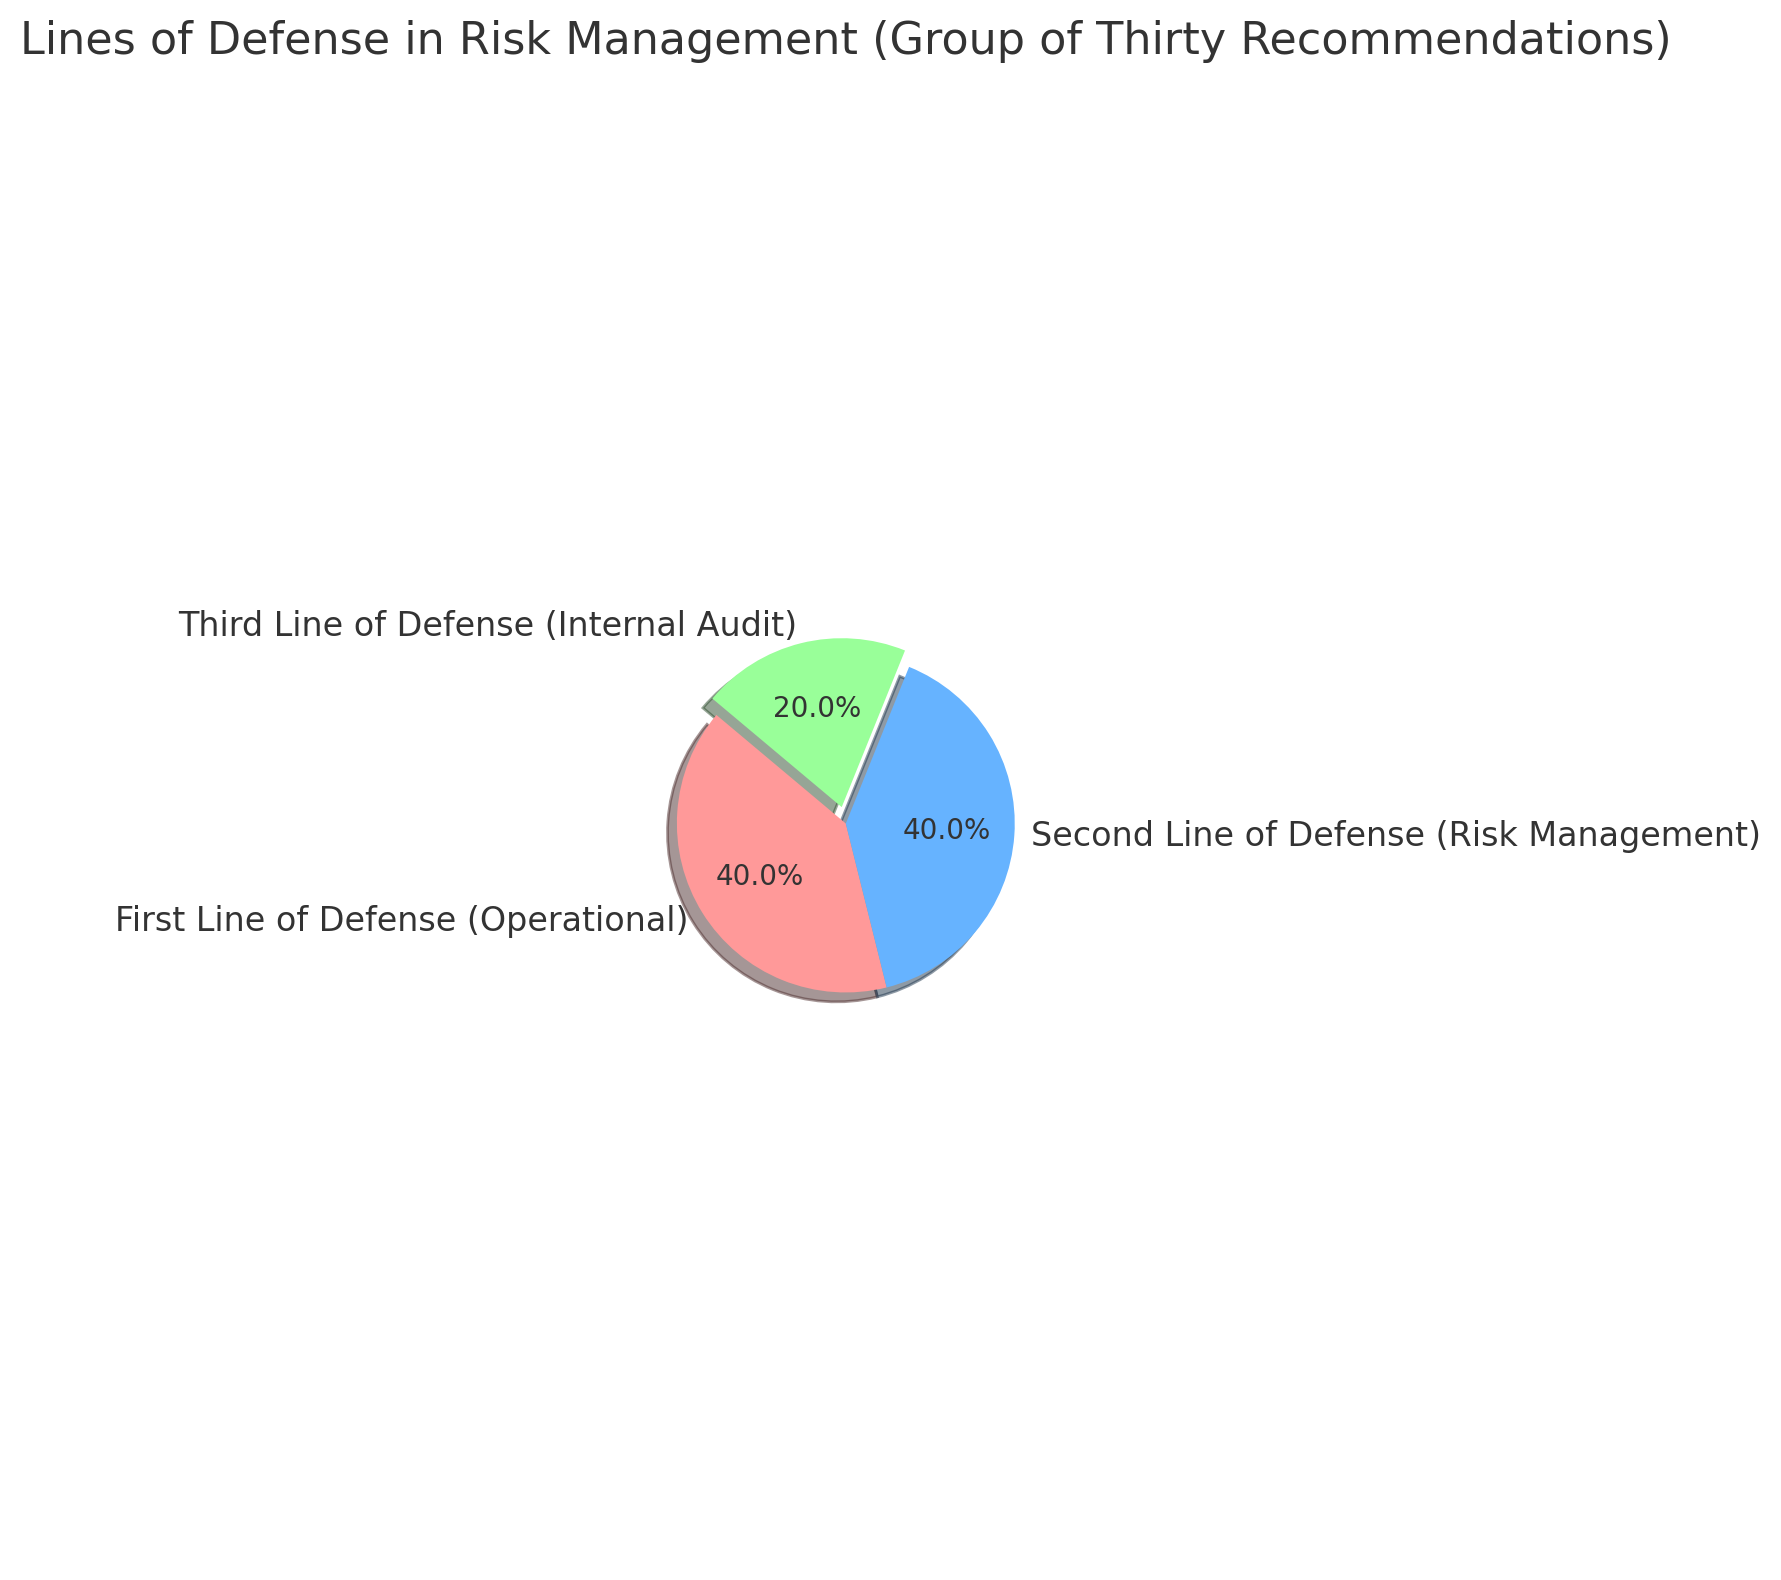 Lines of Defense in Risk Management (Group of Thirty Recommendations)
Third Line of Defense (Internal Audit)
20.0%
40.0%
Second Line of Defense (Risk Management)
40.0%
First Line of Defense (Operational)